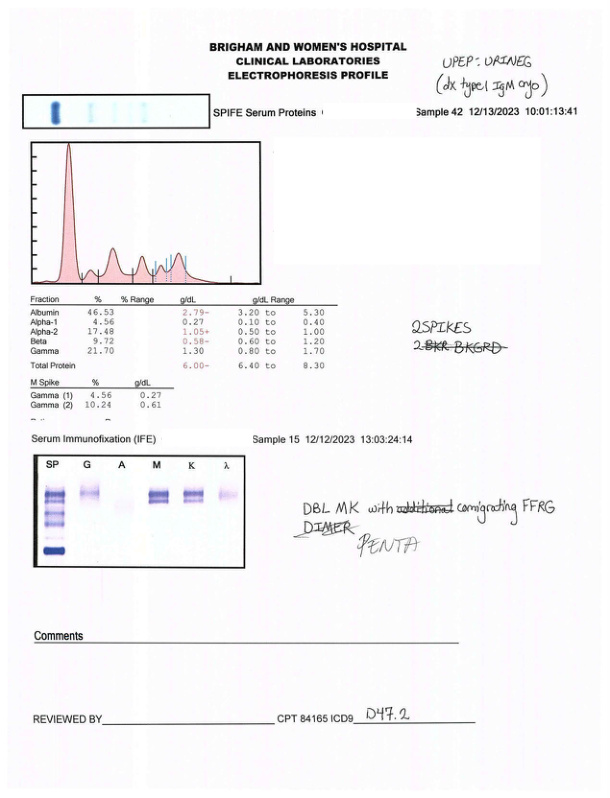 BRIGHAM AND WOMEN'S HOSPITAL
CLINICAL LABORATORIES
ELECTROPHORESIS PROFILE
UPEP: URINEG
(dx type 1 IgM cryo)
SPIFE Serum Proteins Sample 42 12/13/2023 10:01:13:41
Fraction % % Range g/dL g/dL Range
Albumin 46.53 2.79- 3.20 to 5.30
Alpha-1 4.56 0.27 0.10 to 0.40
Alpha-2 17.48 1.05+ 0.50 to 1.00
Beta 9.72 0.58- 0.60 to 1.20
Gamma 21.70 1.30 0.80 to 1.70
Total Protein 6.00- 6.40 to 8.30
2 SPIKES
2 BKR BKGRD
M Spike % g/dL
Gamma (1) 4.56 0.27
Gamma (2) 10.24 0.61
Serum Immunofixation (IFE) Sample 15 12/12/2023 13:03:24:14
SP G A M K λ
DBL MK with additional comigrating FFRG
DIMER
PENTA
Comments
REVIEWED BY CPT 84165 ICD9 D47.2